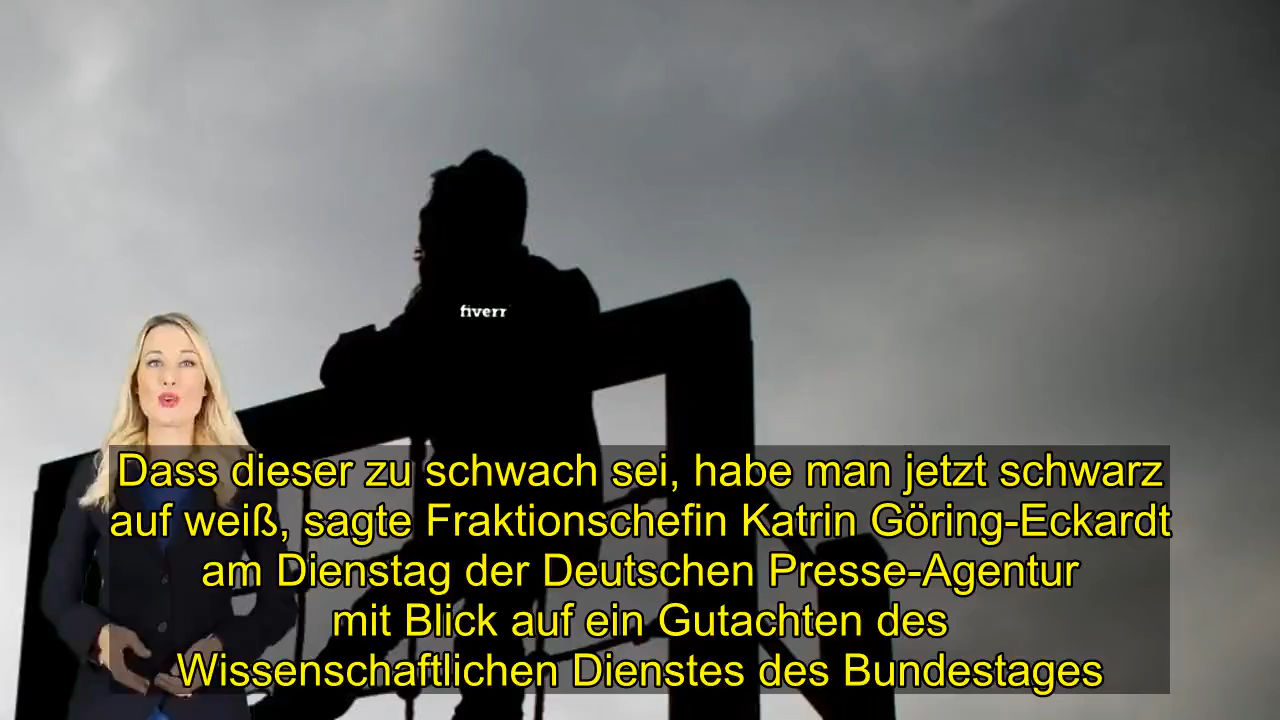 fiverr
Dass dieser zu schwach sei, habe man jetzt schwarz
auf weiß, sagte Fraktionschefin Katrin Göring-Eckardt
am Dienstag der Deutschen Presse-Agentur
mit Blick auf ein Gutachten des
Wissenschaftlichen Dienstes des Bundestages